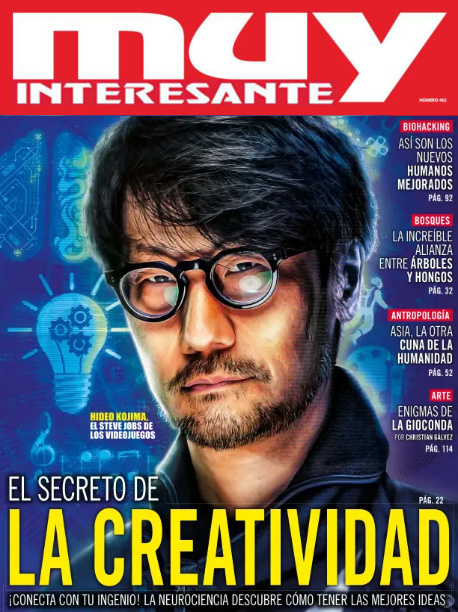 muy
INTERESANTE
NÚMERO 462
BIOHACKING
ASÍ SON LOS
NUEVOS
HUMANOS
MEJORADOS
PÁG. 92
BOSQUES
LA INCREÍBLE
ALIANZA
ENTRE ÁRBOLES
Y HONGOS
PÁG. 32
ANTROPOLOGÍA
ASIA, LA OTRA
CUNA DE LA
HUMANIDAD
PÁG. 52
ARTE
ENIGMAS DE
LA GIOCONDA
POR CHRISTIAN GÁLVEZ
PÁG. 114
HIDEO KOJIMA,
EL STEVE JOBS DE
LOS VIDEOJUEGOS
EL SECRETO DE
PÁG. 22
LA CREATIVIDAD
¡CONECTA CON TU INGENIO! LA NEUROCIENCIA DESCUBRE CÓMO TENER LAS MEJORES IDEAS